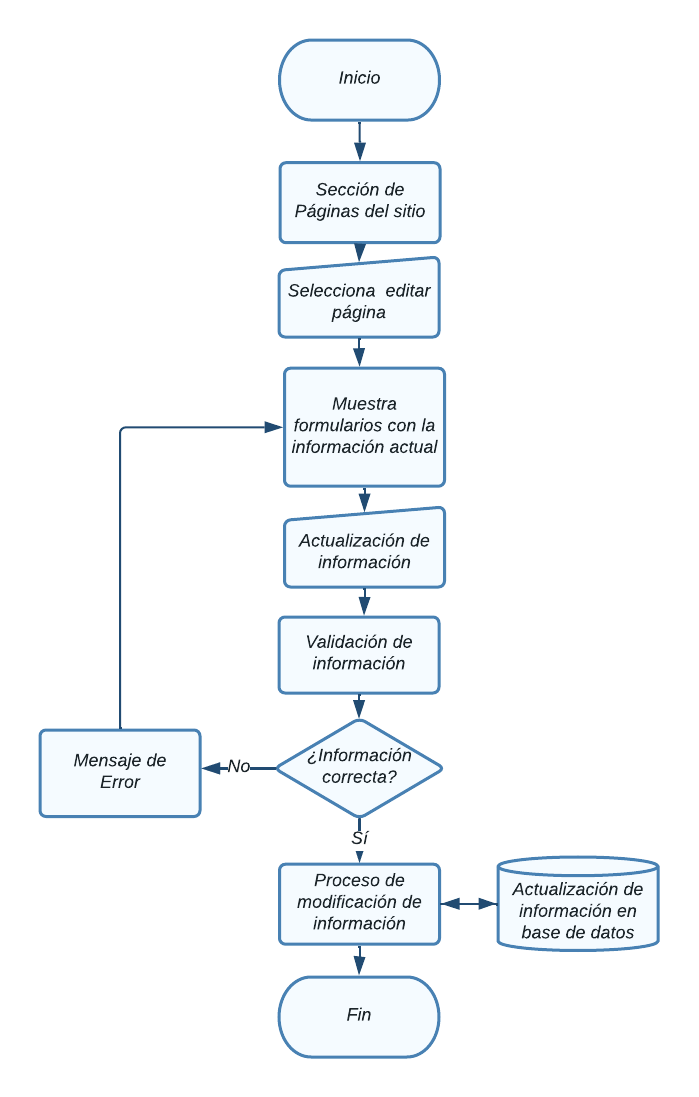 Inicio
Sección de
Páginas del sitio
Selecciona editar
página
Muestra
formularios con la
información actual
Actualización de
información
Validación de
información
¿Información
correcta?
No
Mensaje de
Error
Sí
Proceso de
modificación de
información
Actualización de
información en
base de datos
Fin